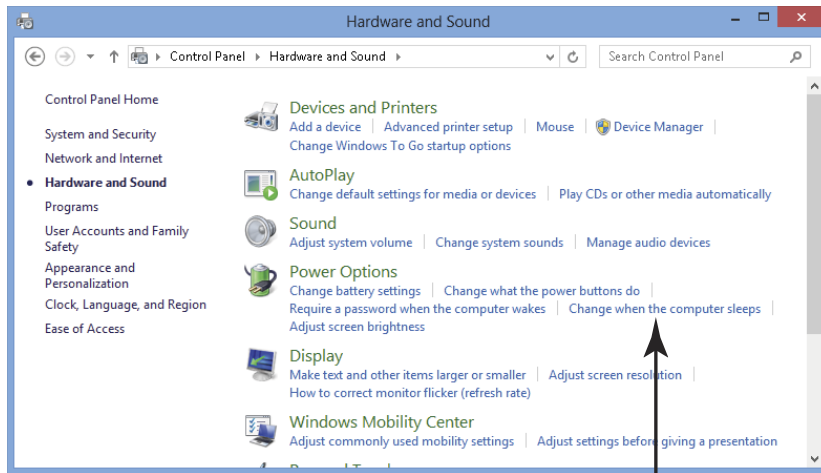 Hardware and Sound
Control Panel Hardware and Sound Search Control Panel
Control Panel Home
System and Security
Network and Internet
Hardware and Sound
Programs
User Accounts and Family
Safety
Appearance and
Personalization
Clock, Language, and Region
Ease of Access
Devices and Printers
Add a device | Advanced printer setup | Mouse | Device Manager |
Change Windows To Go startup options
AutoPlay
Change default settings for media or devices | Play CDs or other media automatically
Sound
Adjust system volume | Change system sounds | Manage audio devices
Power Options
Change battery settings | Change what the power buttons do |
Require a password when the computer wakes | Change when the computer sleeps |
Adjust screen brightness
Display
Make text and other items larger or smaller | Adjust screen resolution |
How to correct monitor flicker (refresh rate)
Windows Mobility Center
Adjust commonly used mobility settings | Adjust settings before giving a presentation